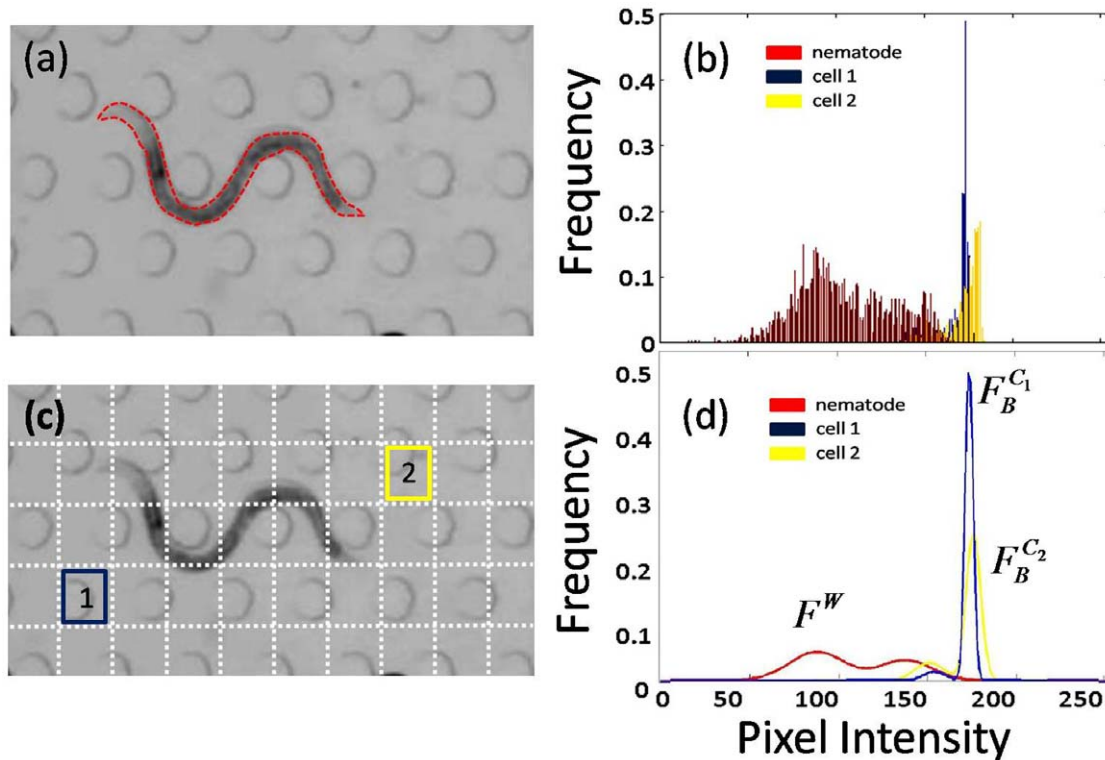 (a)
(b)
nematode
cell 1
cell 2
Frequency
0.5
0.4
0.3
0.2
0.1
0
(c)
1
2
(d)
nematode
cell 1
cell 2
F_B^{C_1}
F_B^{C_2}
F^W
Frequency
0.5
0.4
0.3
0.2
0.1
0
50
100
150
200
250
Pixel Intensity